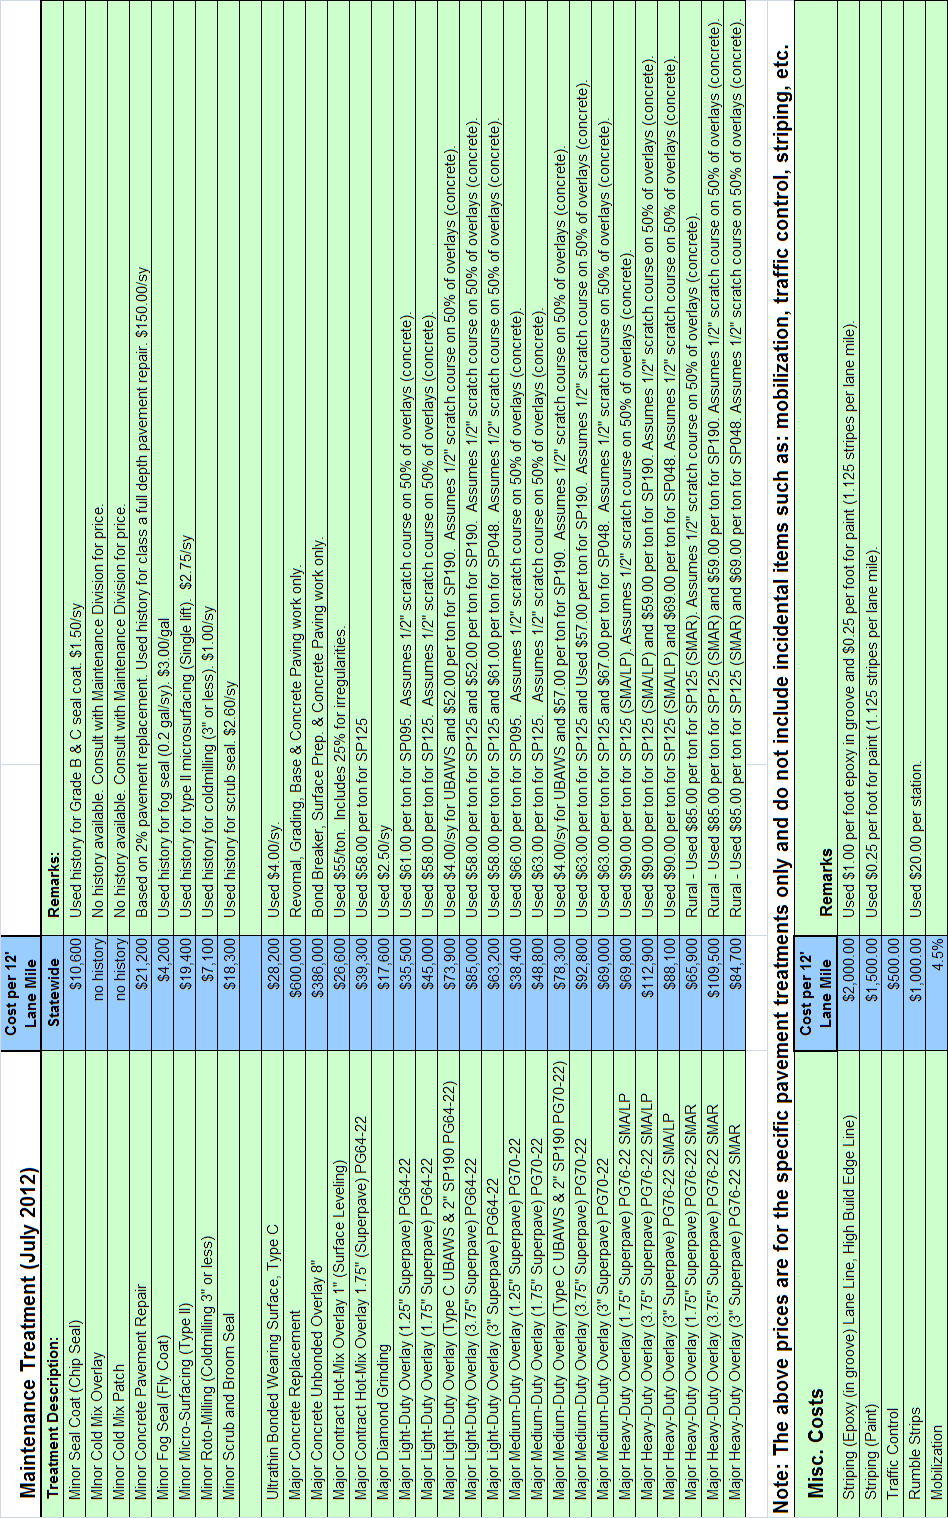 Maintenance Treatment (July 2012) Cost per 12' Lane Mile
Treatment Description: Statewide Remarks:
Minor Seal Coat (Chip Seal) $10,600 Used history for Grade B & C seal coat. $1.50/sy
MInor Cold Mix Overlay no history No history available. Consult with Maintenance Division for price.
Minor Cold Mix Patch no history No history available. Consult with Maintenance Division for price.
Minor Concrete Pavement Repair $21,200 Based on 2% pavement replacement. Used history for class a full depth pavement repair. $150.00/sy
Minor Fog Seal (Fly Coat) $4,200 Used history for fog seal (0.2 gal/sy). $3.00/gal
Minor Micro-Surfacing (Type II) $19,400 Used history for type II microsurfacing (Single lift). $2.75/sy
Minor Roto-Milling (Coldmilling 3" or less) $7,100 Used history for coldmilling (3" or less). $1.00/sy
Minor Scrub and Broom Seal $18,300 Used history for scrub seal. $2.60/sy
Ultrathin Bonded Wearing Surface, Type C $28,200 Used $4.00/sy.
Major Concrete Replacement $600,000 Revomal, Grading, Base & Concrete Paving work only.
Major Concrete Unbonded Overlay 8" $386,000 Bond Breaker, Surface Prep. & Concrete Paving work only.
Major Contract Hot-Mix Overlay 1" (Surface Leveling) $26,600 Used $55/ton. Includes 25% for irregularities.
Major Contract Hot-Mix Overlay 1.75" (Superpave) PG64-22 $39,300 Used $58.00 per ton for SP125
Major Diamond Grinding $17,600 Used $2.50/sy
Major Light-Duty Overlay (1.25" Superpave) PG64-22 $35,500 Used $61.00 per ton for SP095. Assumes 1/2" scratch course on 50% of overlays (concrete).
Major Light-Duty Overlay (1.75" Superpave) PG64-22 $45,000 Used $58.00 per ton for SP125. Assumes 1/2" scratch course on 50% of overlays (concrete).
Major Light-Duty Overlay (Type C UBAWS & 2" SP190 PG64-22) $73,900 Used $4.00/sy for UBAWS and $52.00 per ton for SP190. Assumes 1/2" scratch course on 50% of overlays (concrete).
Major Light-Duty Overlay (3.75" Superpave) PG64-22 $85,000 Used $58.00 per ton for SP125 and $52.00 per ton for SP190. Assumes 1/2" scratch course on 50% of overlays (concrete).
Major Light-Duty Overlay (3" Superpave) PG64-22 $63,200 Used $58.00 per ton for SP125 and $61.00 per ton for SP048. Assumes 1/2" scratch course on 50% of overlays (concrete).
Major Medium-Duty Overlay (1.25" Superpave) PG70-22 $38,400 Used $66.00 per ton for SP095. Assumes 1/2" scratch course on 50% of overlays (concrete).
Major Medium-Duty Overlay (1.75" Superpave) PG70-22 $48,800 Used $63.00 per ton for SP125. Assumes 1/2" scratch course on 50% of overlays (concrete).
Major Medium-Duty Overlay (Type C UBAWS & 2" SP190 PG70-22) $78,300 Used $4.00/sy for UBAWS and $57.00 per ton for SP190. Assumes 1/2" scratch course on 50% of overlays (concrete).
Major Medium-Duty Overlay (3.75" Superpave) PG70-22 $92,800 Used $63.00 per ton for SP125 and Used $57.00 per ton for SP190. Assumes 1/2" scratch course on 50% of overlays (concrete).
Major Medium-Duty Overlay (3" Superpave) PG70-22 $69,000 Used $63.00 per ton for SP125 and $67.00 per ton for SP048. Assumes 1/2" scratch course on 50% of overlays (concrete).
Major Heavy-Duty Overlay (1.75" Superpave) PG76-22 SMA/LP $69,800 Used $90.00 per ton for SP125 (SMA/LP). Assumes 1/2" scratch course on 50% of overlays (concrete).
Major Heavy-Duty Overlay (3.75" Superpave) PG76-22 SMA/LP $112,900 Used $90.00 per ton for SP125 (SMA/LP) and $59.00 per ton for SP190. Assumes 1/2" scratch course on 50% of overlays (concrete).
Major Heavy-Duty Overlay (3" Superpave) PG76-22 SMA/LP $88,100 Used $90.00 per ton for SP125 (SMA/LP) and $69.00 per ton for SP048. Assumes 1/2" scratch course on 50% of overlays (concrete).
Major Heavy-Duty Overlay (1.75" Superpave) PG76-22 SMAR $65,900 Rural - Used $85.00 per ton for SP125 (SMAR). Assumes 1/2" scratch course on 50% of overlays (concrete).
Major Heavy-Duty Overlay (3.75" Superpave) PG76-22 SMAR $109,500 Rural - Used $85.00 per ton for SP125 (SMAR) and $59.00 per ton for SP190. Assumes 1/2" scratch course on 50% of overlays (concrete).
Major Heavy-Duty Overlay (3" Superpave) PG76-22 SMAR $84,700 Rural - Used $85.00 per ton for SP125 (SMAR) and $69.00 per ton for SP048. Assumes 1/2" scratch course on 50% of overlays (concrete).
Note: The above prices are for the specific pavement treatments only and do not include incidental items such as: mobilization, traffic control, striping, etc.
Misc. Costs Cost per 12' Lane Mile Remarks
Striping (Epoxy (in groove) Lane Line, High Build Edge Line) $2,000.00 Used $1.00 per foot epoxy in groove and $0.25 per foot for paint (1.125 stripes per lane mile).
Striping (Paint) $1,500.00 Used $0.25 per foot for paint (1.125 stripes per lane mile).
Traffic Control $500.00
Rumble Strips $1,000.00 Used $20.00 per station.
Mobilization 4.5%